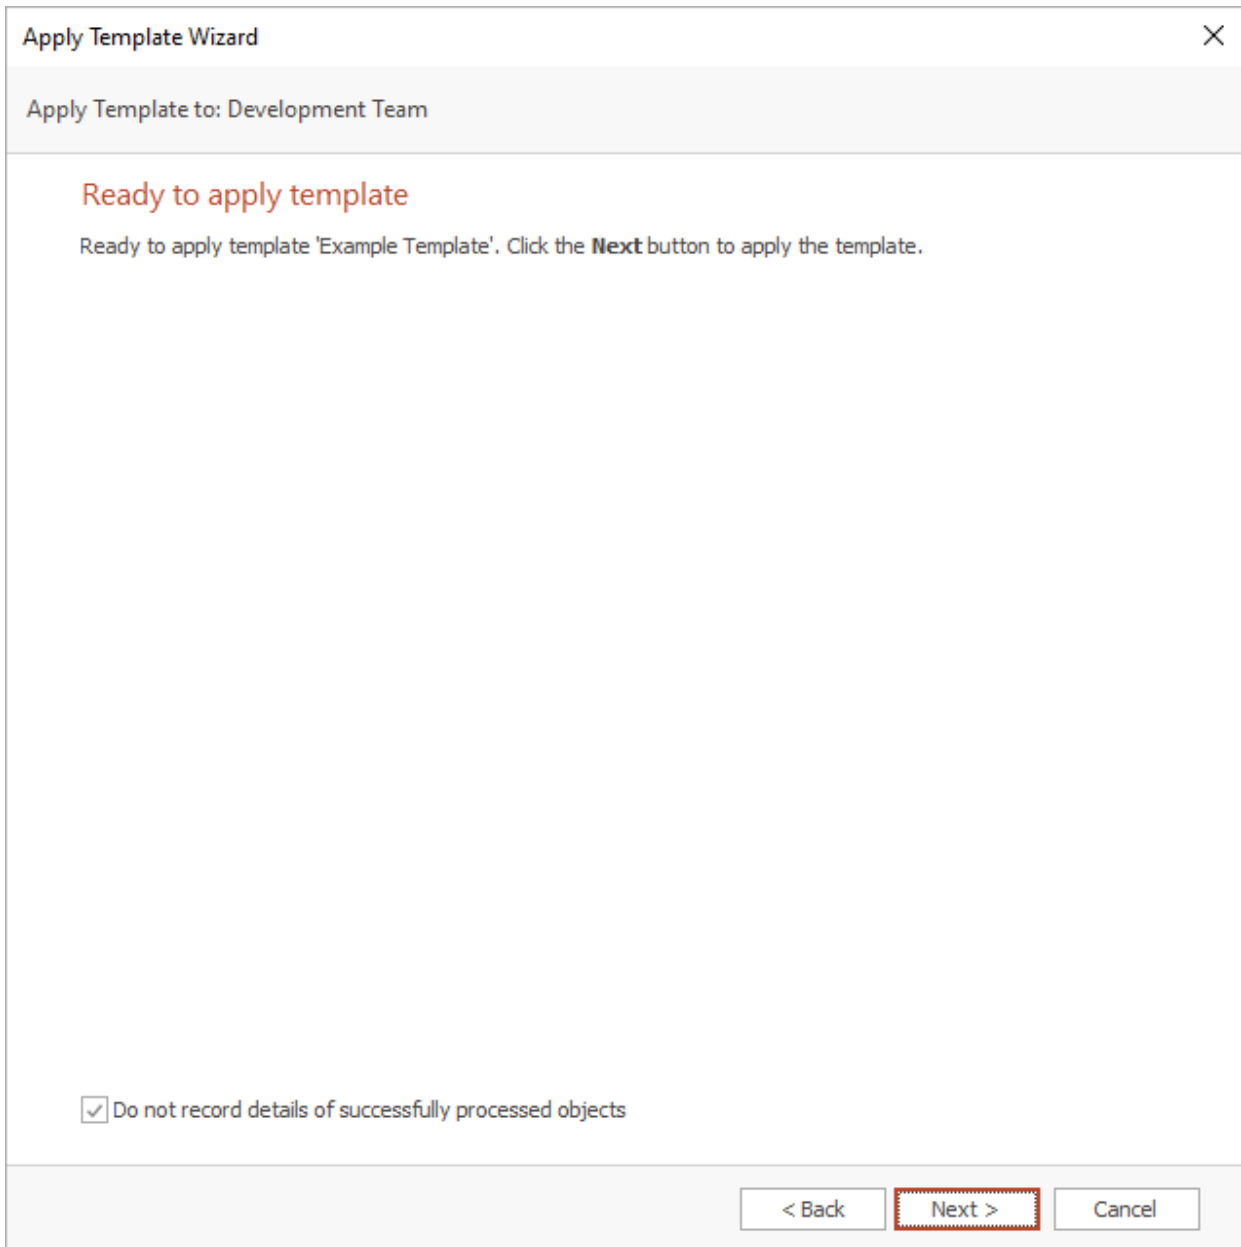 Apply Template Wizard
Apply Template to: Development Team
Ready to apply template
Ready to apply template 'Example Template'. Click the Next button to apply the template.
Do not record details of successfully processed objects
< Back Next > Cancel